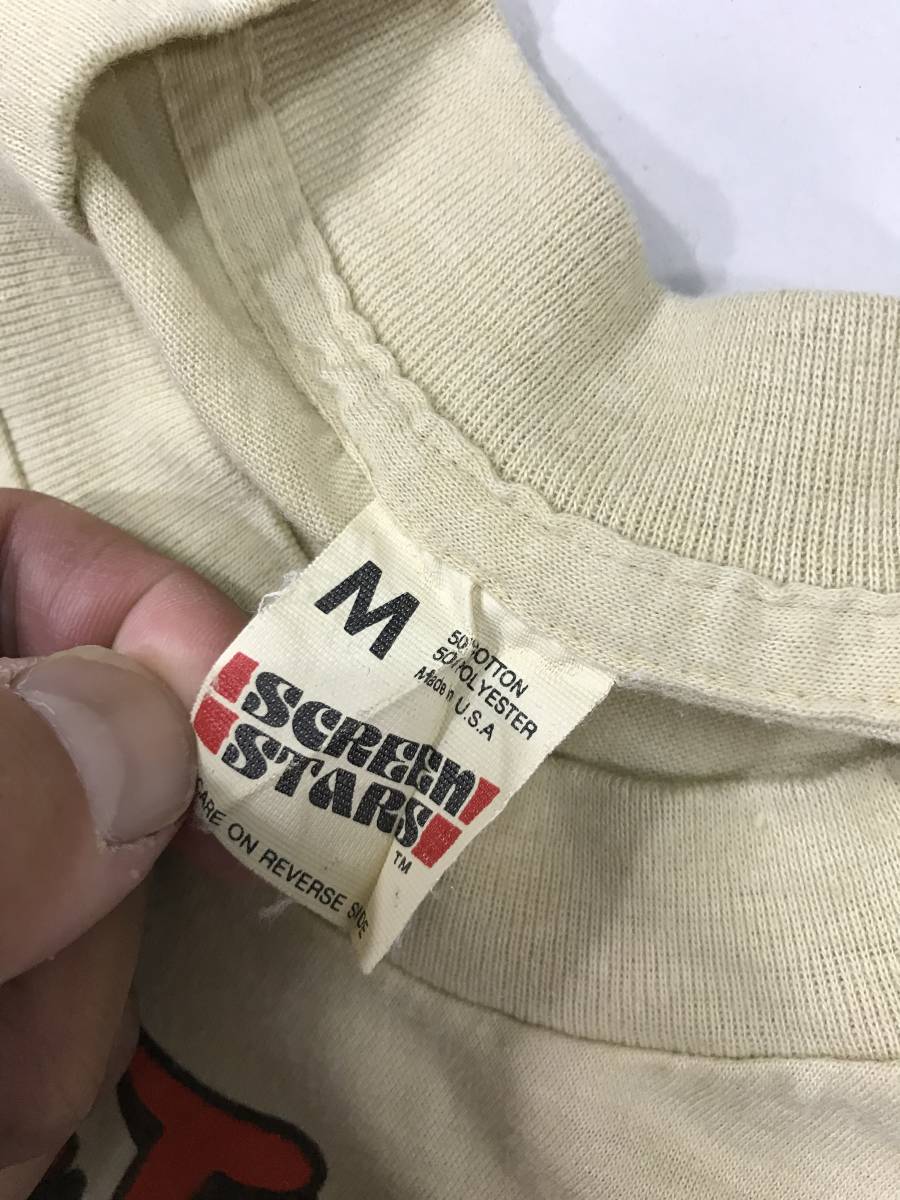 M
50% COTTON
50% POLYESTER
Made in U.S.A
SCREEN
STARS
TM
CARE ON REVERSE SIDE